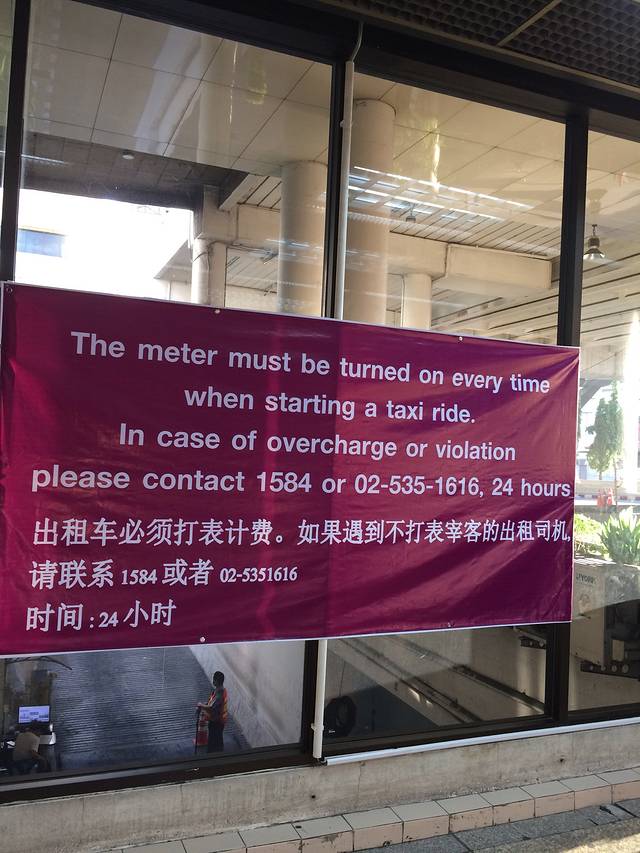 The meter must be turned on every time
when starting a taxi ride.
In case of overcharge or violation
please contact 1584 or 02-535-1616, 24 hours
出租车必须打表计费。如果遇到不打表宰客的出租司机,
请联系 1584 或者 02-5351616
时间 : 24 小时